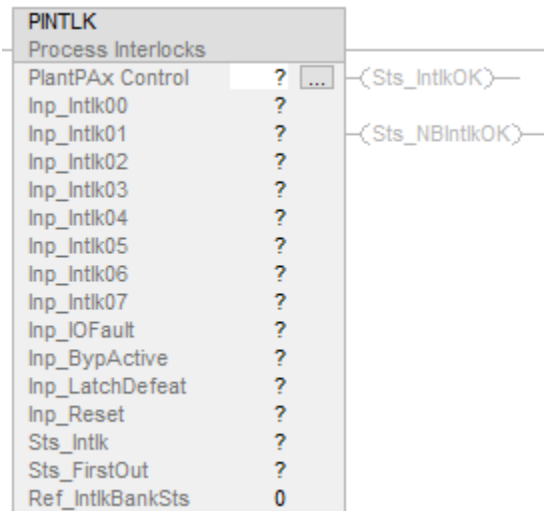 PINTLK
Process Interlocks
PlantPAx Control ? ... (Sts_IntlkOK)
Inp_Intlk00 ?
Inp_Intlk01 ? (Sts_NBIntlkOK)
Inp_Intlk02 ?
Inp_Intlk03 ?
Inp_Intlk04 ?
Inp_Intlk05 ?
Inp_Intlk06 ?
Inp_Intlk07 ?
Inp_IOFault ?
Inp_BypActive ?
Inp_LatchDefeat ?
Inp_Reset ?
Sts_Intlk ?
Sts_FirstOut ?
Ref_IntlkBankSts 0